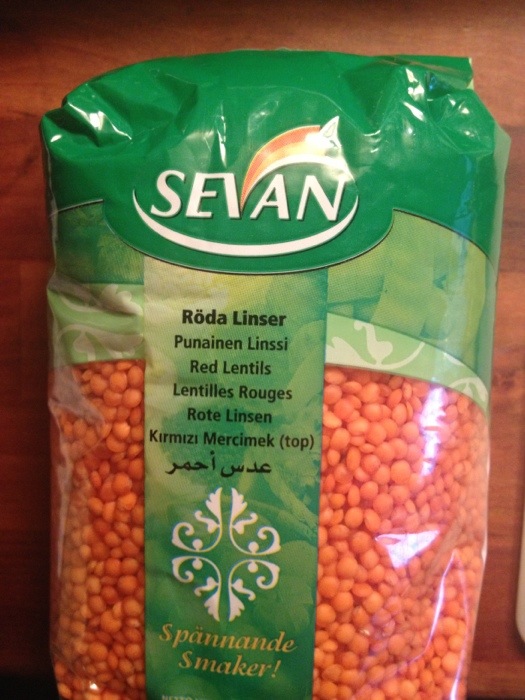 SEVAN
Röda Linser
Punainen Linssi
Red Lentils
Lentilles Rouges
Rote Linsen
Kırmızı Mercimek (top)
عدس أحمر
Spännande
Smaker!